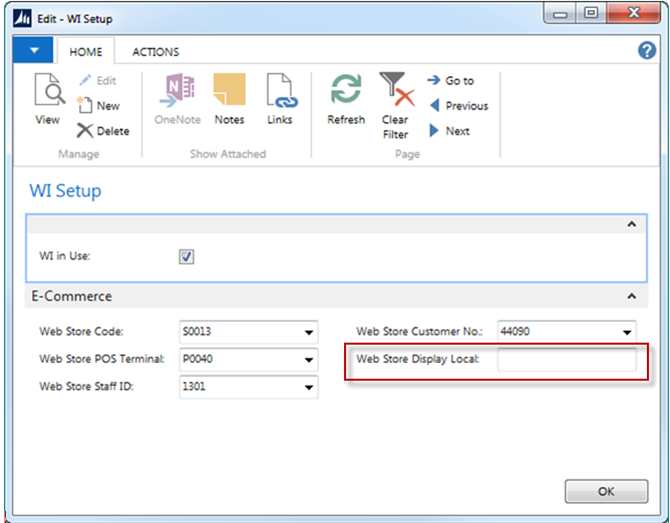 Edit - WI Setup
HOME ACTIONS
View
Edit
New
Delete
OneNote
Notes
Links
Refresh
Clear
Filter
Go to
Previous
Next
Manage
Show Attached
Page
WI Setup
WI in Use:
E-Commerce
Web Store Code: S0013
Web Store POS Terminal: P0040
Web Store Staff ID: 1301
Web Store Customer No.: 44090
Web Store Display Local:
OK